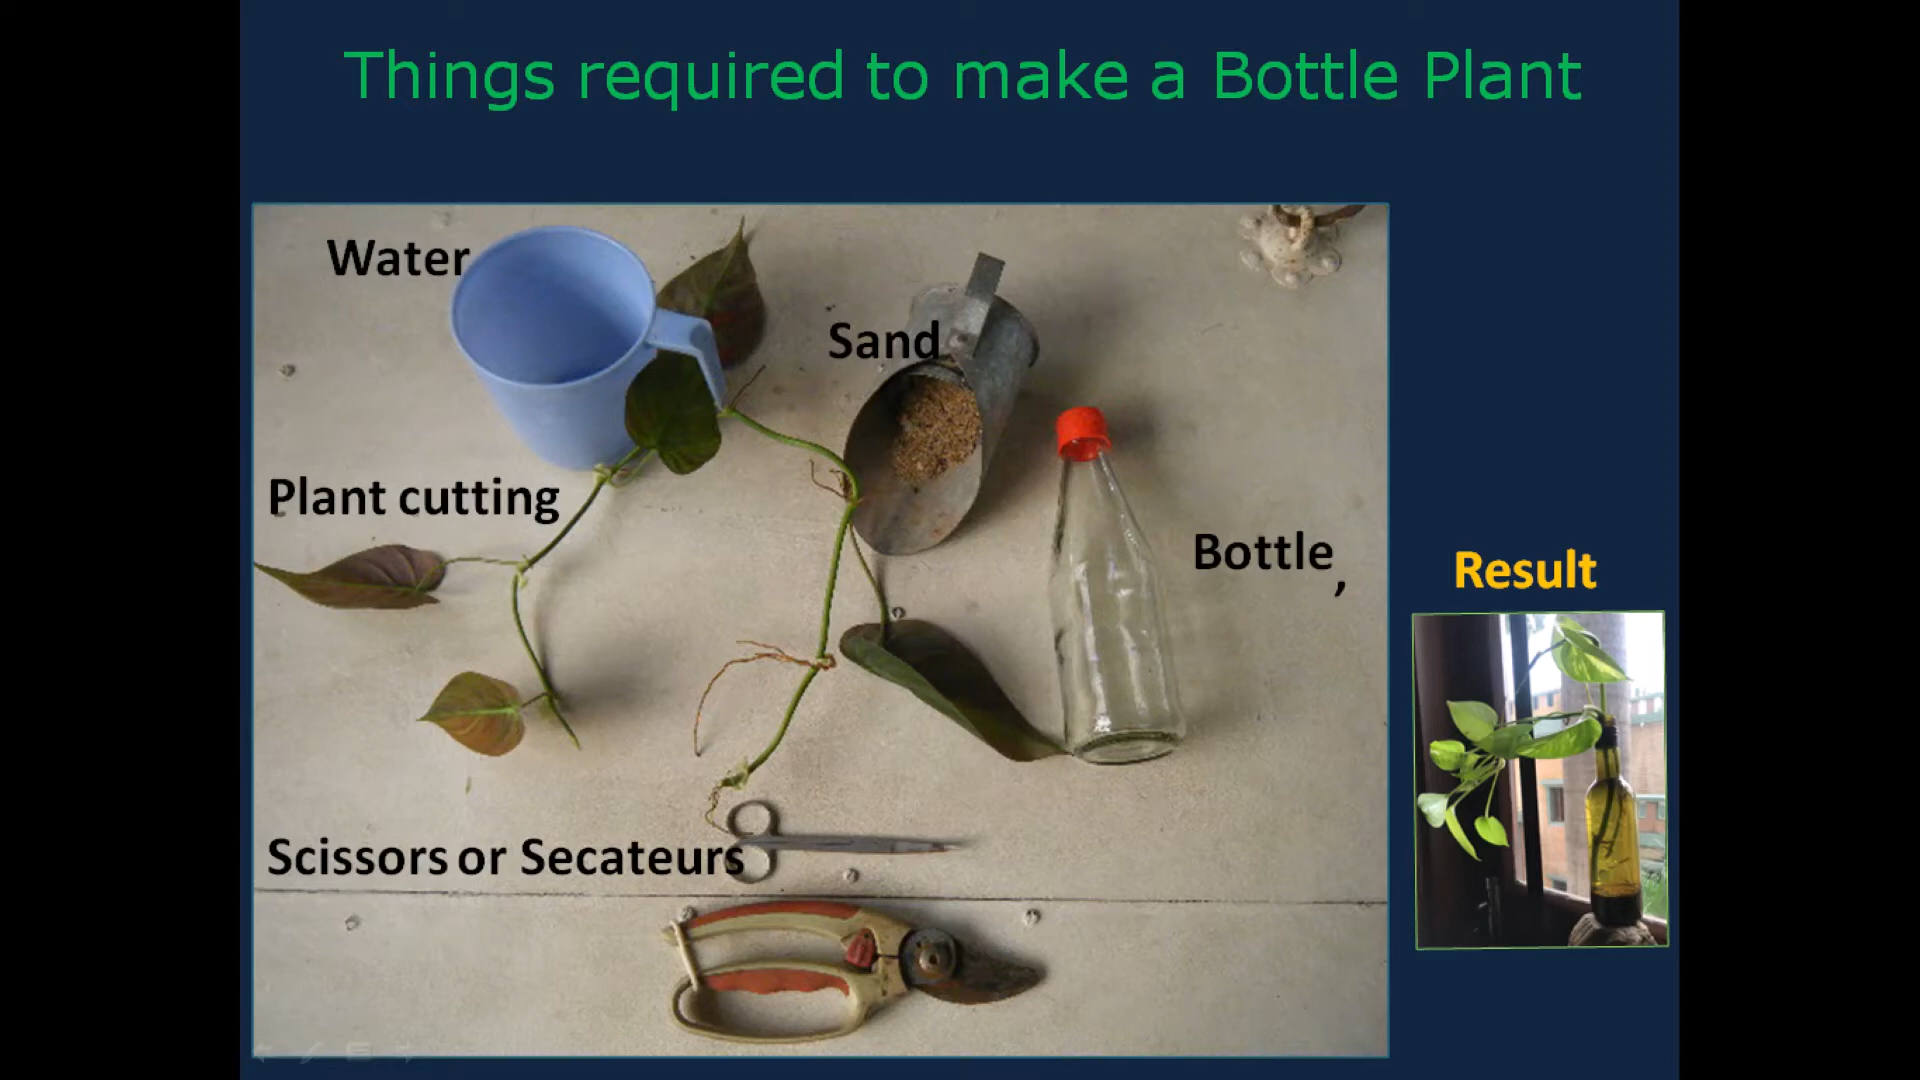 Things required to make a Bottle Plant
Water
Sand
Plant cutting
Bottle,
Result
Scissors or Secateurs